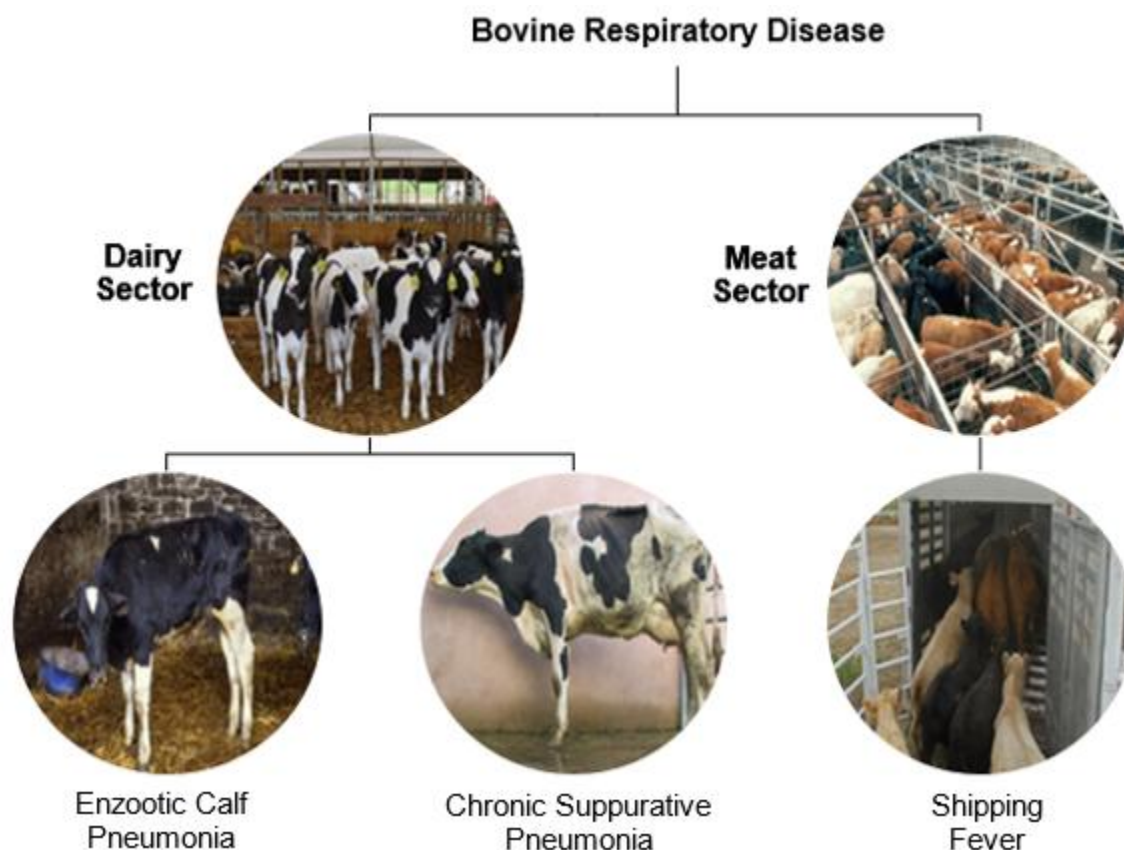 Bovine Respiratory Disease
Dairy
Sector
Meat
Sector
Enzootic Calf
Pneumonia
Chronic Suppurative
Pneumonia
Shipping
Fever